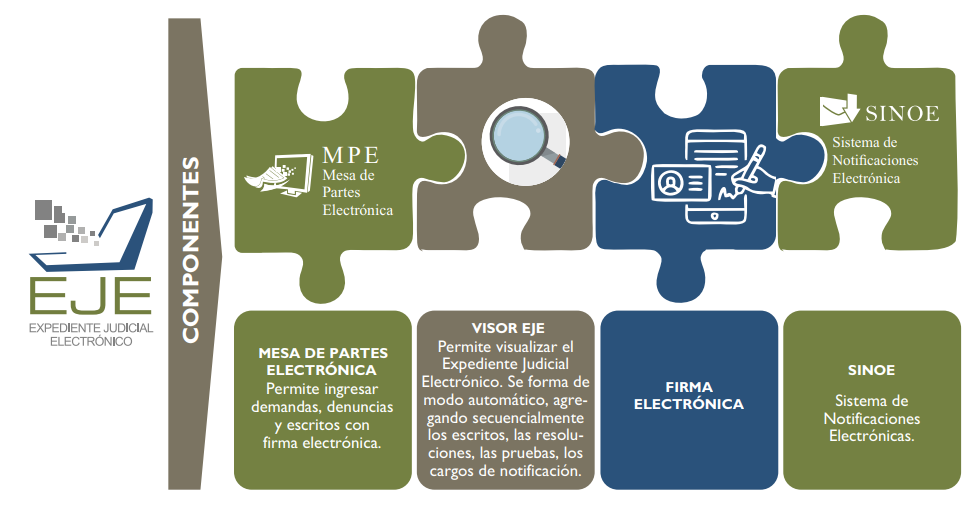 EJE
EXPEDIENTE JUDICIAL
ELECTRÓNICO
COMPONENTES
MPE
Mesa de
Partes
Electrónica
SINOE
Sistema de
Notificaciones
Electrónica
MESA DE PARTES
ELECTRÓNICA
Permite ingresar
demandas, denuncias
y escritos con
firma electrónica.
VISOR EJE
Permite visualizar el
Expediente Judicial
Electrónico. Se forma de
modo automático, agre-
gando secuencialmente
los escritos, las resolu-
ciones, las pruebas, los
cargos de notificación.
FIRMA
ELECTRÓNICA
SINOE
Sistema de
Notificaciones
Electrónicas.